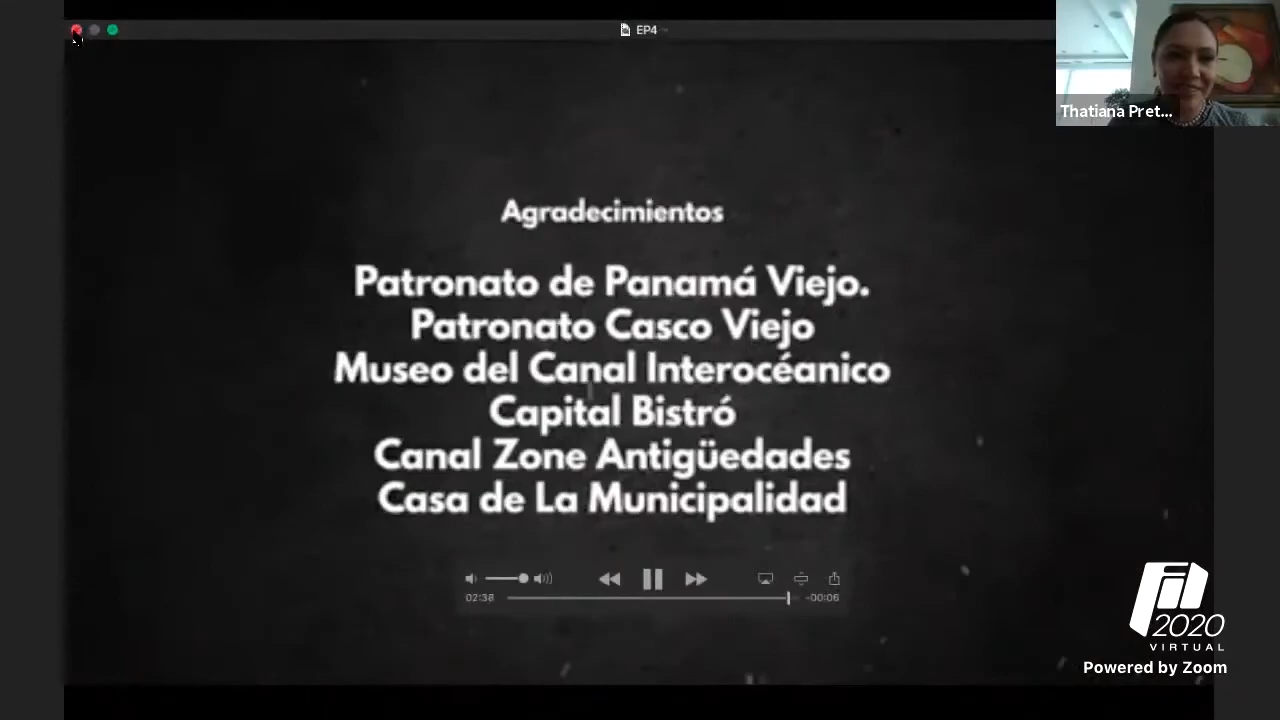 EP4
Thatiana Pret...
Agradecimientos
Patronato de Panamá Viejo.
Patronato Casco Viejo
Museo del Canal Interocéanico
Capital Bistró
Canal Zone Antigüedades
Casa de La Municipalidad
02:38
-00:06
FIL
2020
VIRTUAL
Powered by Zoom